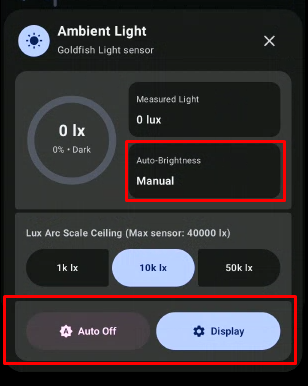 Ambient Light
Goldfish Light sensor
Measured Light
0 lux
0 lx
0% • Dark
Auto-Brightness
Manual
Lux Arc Scale Ceiling (Max sensor: 40000 lx)
1k lx
10k lx
50k lx
A Auto Off
Display